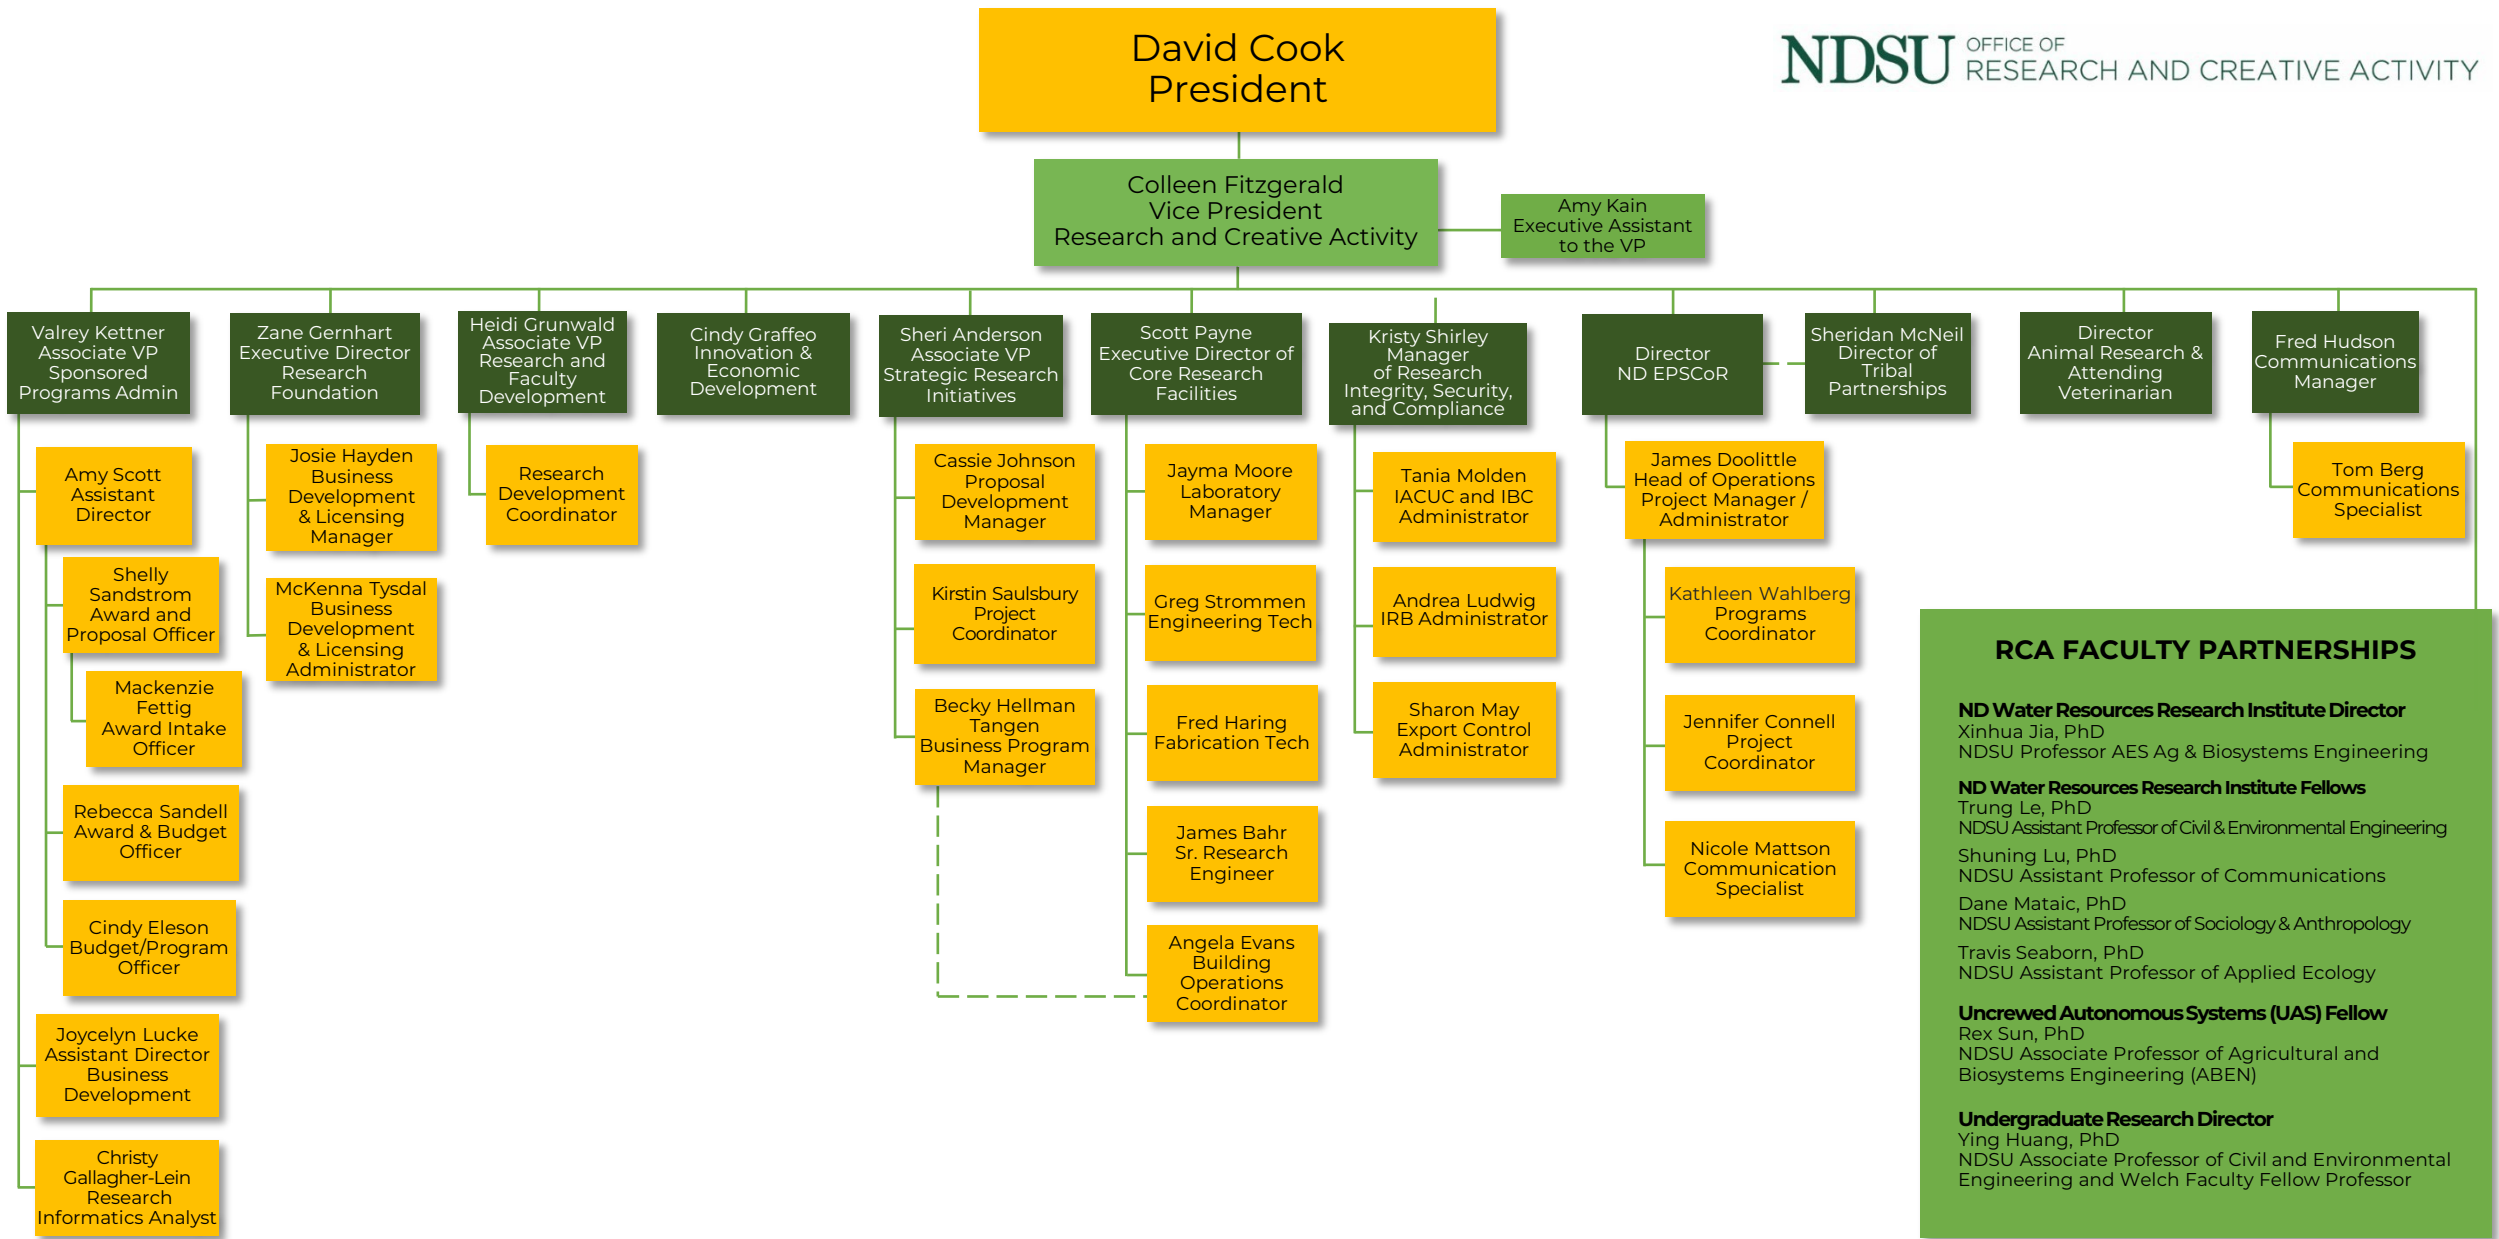 David Cook
President
NDSU OFFICE OF
RESEARCH AND CREATIVE ACTIVITY
Colleen Fitzgerald
Vice President
Research and Creative Activity
Amy Kain
Executive Assistant
to the VP
Valrey Kettner
Associate VP
Sponsored
Programs Admin
Zane Gernhart
Executive Director
Research
Foundation
Heidi Grunwald
Associate VP
Research and
Faculty
Development
Cindy Graffeo
Innovation &
Economic
Development
Sheri Anderson
Associate VP
Strategic Research
Initiatives
Scott Payne
Executive Director of
Core Research
Facilities
Kristy Shirley
Manager
of Research
Integrity, Security,
and Compliance
Director
ND EPSCoR
Sheridan McNeil
Director of
Tribal
Partnerships
Director
Animal Research &
Attending
Veterinarian
Fred Hudson
Communications
Manager
Amy Scott
Assistant
Director
Shelly
Sandstrom
Award and
Proposal Officer
Mackenzie
Fettig
Award Intake
Officer
Rebecca Sandell
Award & Budget
Officer
Cindy Eleson
Budget/Program
Officer
Joycelyn Lucke
Assistant Director
Business
Development
Christy
Gallagher-Lein
Research
Informatics Analyst
Josie Hayden
Business
Development
& Licensing
Manager
McKenna Tysdal
Business
Development
& Licensing
Administrator
Research
Development
Coordinator
Cassie Johnson
Proposal
Development
Manager
Kirstin Saulsbury
Project
Coordinator
Becky Hellman
Tangen
Business Program
Manager
Jayma Moore
Laboratory
Manager
Greg Strommen
Engineering Tech
Fred Haring
Fabrication Tech
James Bahr
Sr. Research
Engineer
Angela Evans
Building
Operations
Coordinator
Tania Molden
IACUC and IBC
Administrator
Andrea Ludwig
IRB Administrator
Sharon May
Export Control
Administrator
James Doolittle
Head of Operations
Project Manager /
Administrator
Kathleen Wahlberg
Programs
Coordinator
Jennifer Connell
Project
Coordinator
Nicole Mattson
Communication
Specialist
Tom Berg
Communications
Specialist
RCA FACULTY PARTNERSHIPS
ND Water Resources Research Institute Director
Xinhua Jia, PhD
NDSU Professor AES Ag & Biosystems Engineering
ND Water Resources Research Institute Fellows
Trung Le, PhD
NDSU Assistant Professor of Civil & Environmental Engineering
Shuning Lu, PhD
NDSU Assistant Professor of Communications
Dane Mataic, PhD
NDSU Assistant Professor of Sociology & Anthropology
Travis Seaborn, PhD
NDSU Assistant Professor of Applied Ecology
Uncrewed Autonomous Systems (UAS) Fellow
Rex Sun, PhD
NDSU Associate Professor of Agricultural and
Biosystems Engineering (ABEN)
Undergraduate Research Director
Ying Huang, PhD
NDSU Associate Professor of Civil and Environmental
Engineering and Welch Faculty Fellow Professor